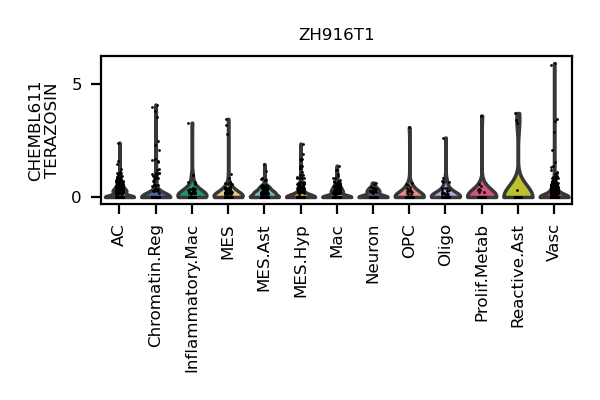 ZH916T1
CHEMBL611
TERAZOSIN
5
0
AC
Chromatin.Reg
Inflammatory.Mac
MES
MES.Ast
MES.Hyp
Mac
Neuron
OPC
Oligo
Prolif.Metab
Reactive.Ast
Vasc